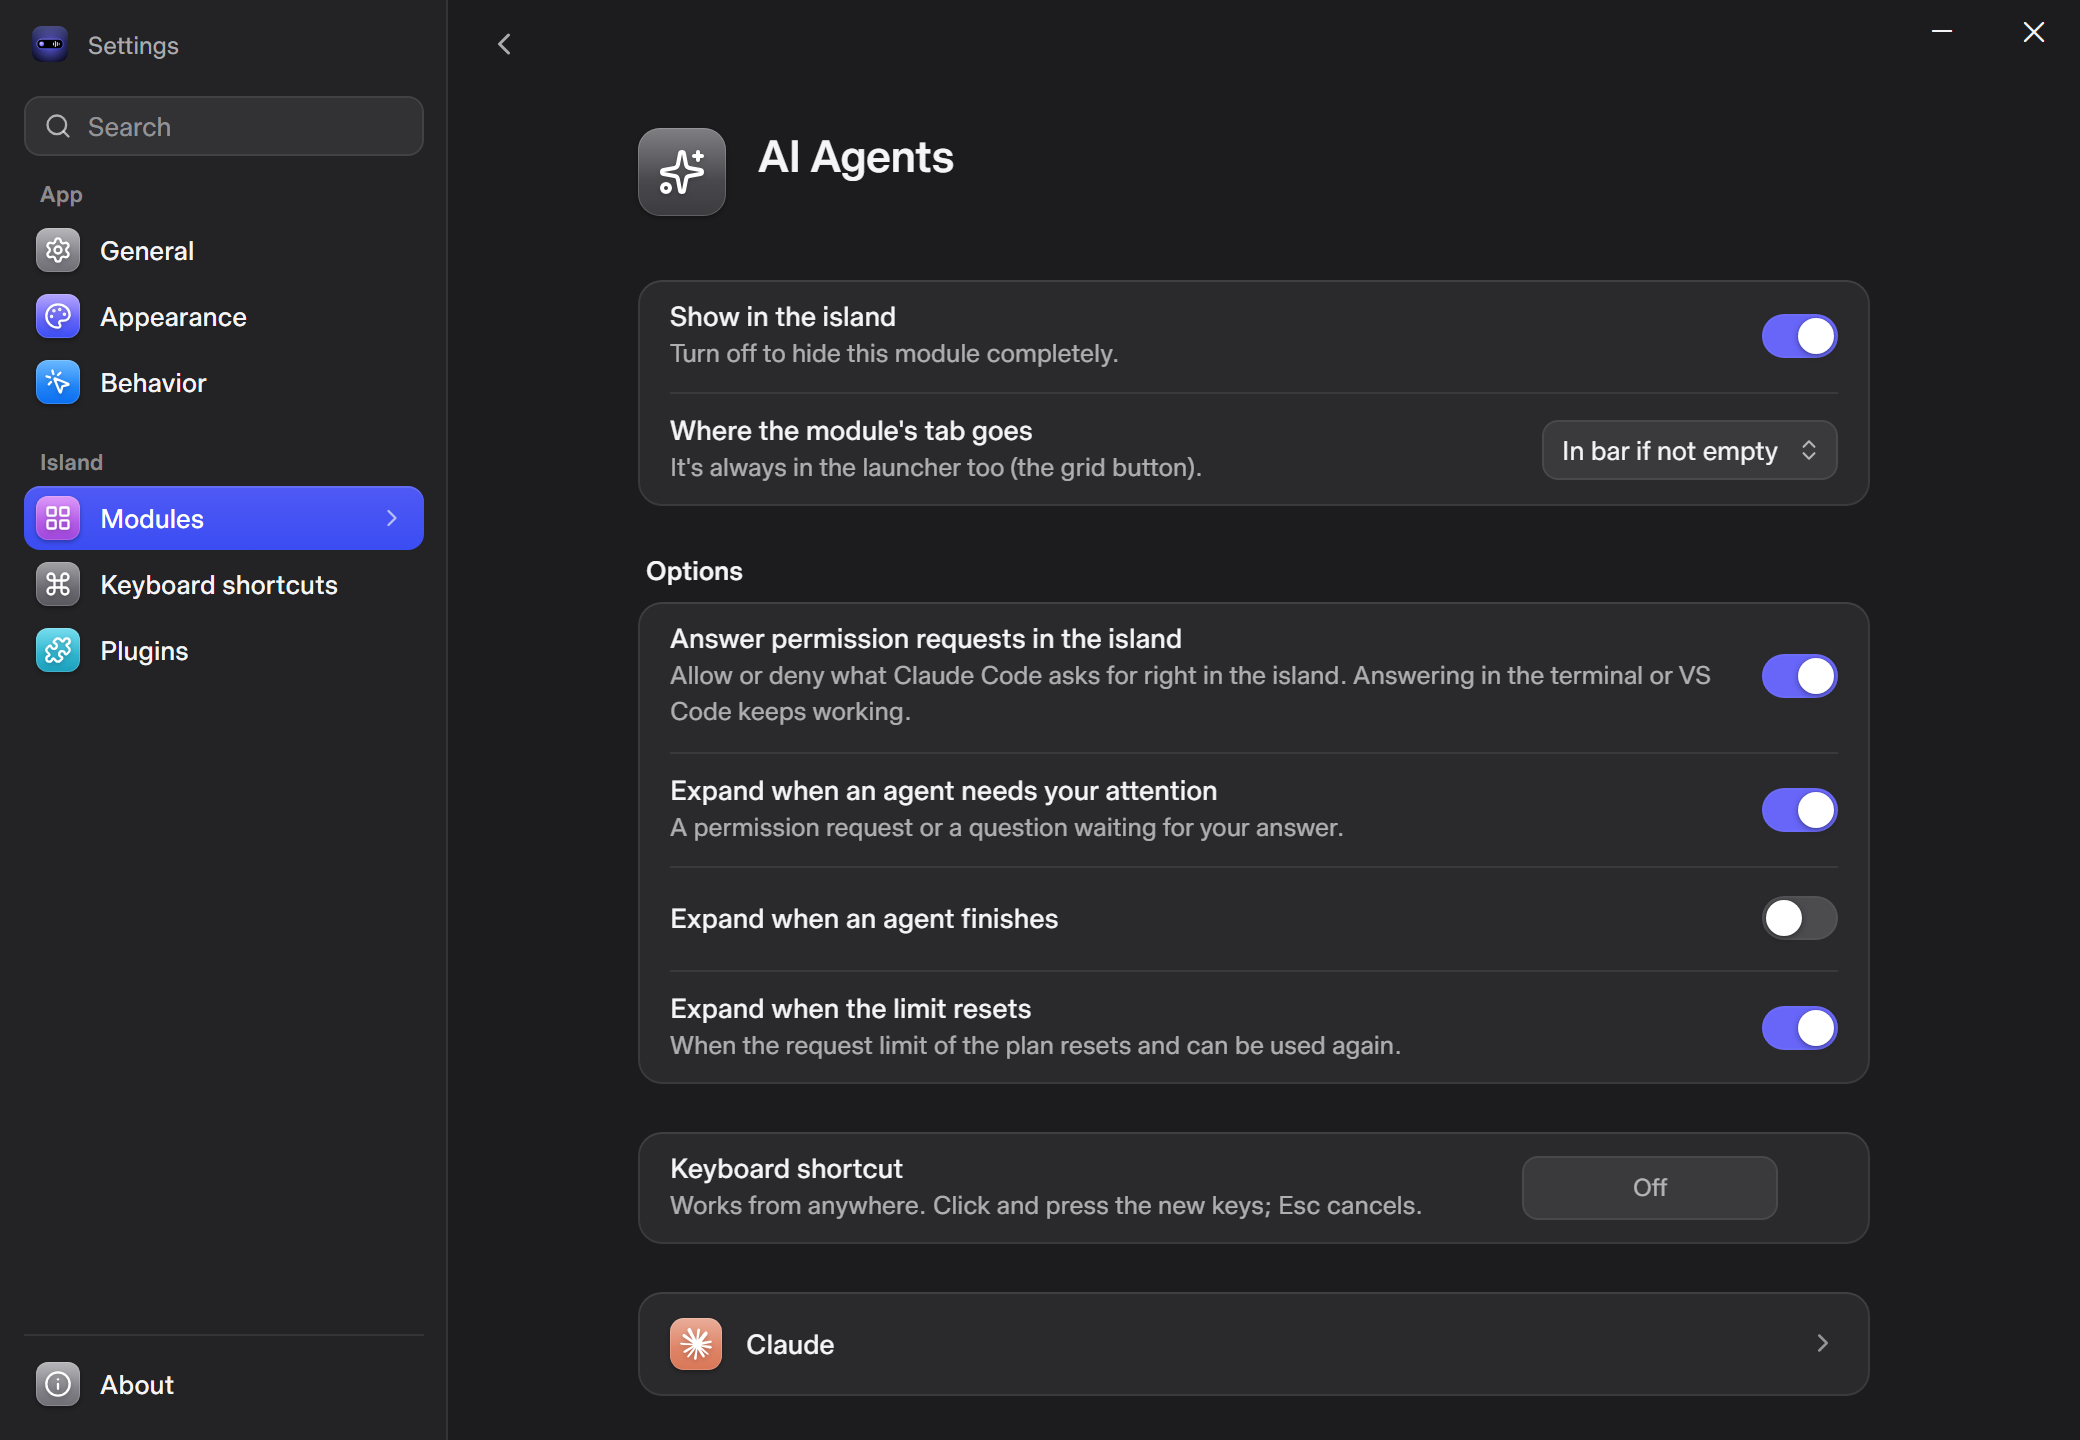 Settings
Search
App
General
Appearance
Behavior
Island
Modules
Keyboard shortcuts
Plugins
About
AI Agents
Show in the island
Turn off to hide this module completely.
Where the module's tab goes
It's always in the launcher too (the grid button).
In bar if not empty
Options
Answer permission requests in the island
Allow or deny what Claude Code asks for right in the island. Answering in the terminal or VS
Code keeps working.
Expand when an agent needs your attention
A permission request or a question waiting for your answer.
Expand when an agent finishes
Expand when the limit resets
When the request limit of the plan resets and can be used again.
Keyboard shortcut
Works from anywhere. Click and press the new keys; Esc cancels.
Off
Claude